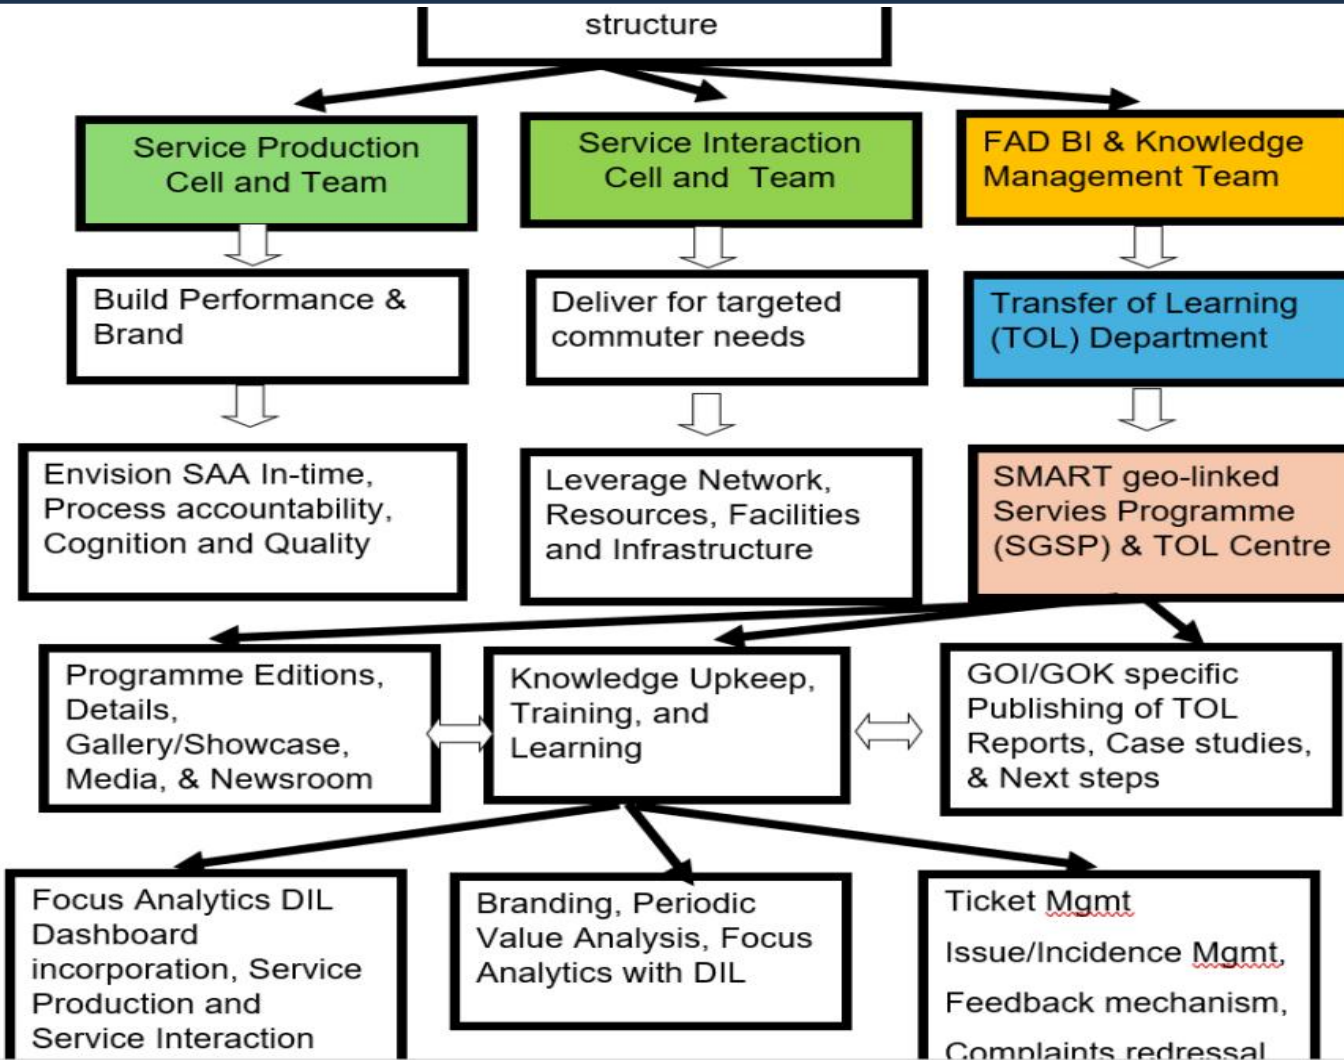 structure
Service Production
Cell and Team
Service Interaction
Cell and  Team
FAD BI & Knowledge
Management Team
Build Performance &
Brand
Deliver for targeted
commuter needs
Transfer of Learning
(TOL) Department
Envision SAA In-time,
Process accountability,
Cognition and Quality
Leverage Network,
Resources, Facilities
and Infrastructure
SMART geo-linked
Servies Programme
(SGSP) & TOL Centre
Programme Editions,
Details,
Gallery/Showcase,
Media, & Newsroom
Knowledge Upkeep,
Training, and
Learning
GOI/GOK specific
Publishing of TOL
Reports, Case studies,
& Next steps
Focus Analytics DIL
Dashboard
incorporation, Service
Production and
Service Interaction
Branding, Periodic
Value Analysis, Focus
Analytics with DIL
Ticket Mgmt
Issue/Incidence Mgmt,
Feedback mechanism,
Complaints redressal